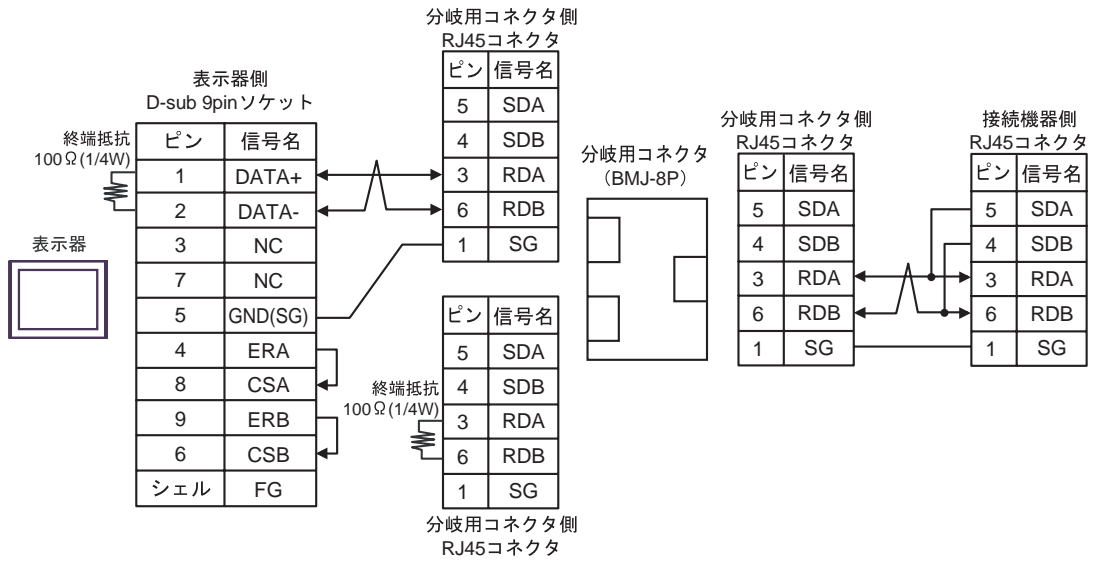 表示器
表示器側
D-sub 9pinソケット
終端抵抗
100Ω(1/4W)
ピン 信号名
1 DATA+
2 DATA-
3 NC
7 NC
5 GND(SG)
4 ERA
8 CSA
9 ERB
6 CSB
シェル FG
分岐用コネクタ側
RJ45コネクタ
ピン 信号名
5 SDA
4 SDB
3 RDA
6 RDB
1 SG
終端抵抗
100Ω(1/4W)
ピン 信号名
5 SDA
4 SDB
3 RDA
6 RDB
1 SG
分岐用コネクタ側
RJ45コネクタ
分岐用コネクタ
（BMJ-8P）
分岐用コネクタ側
RJ45コネクタ
ピン 信号名
5 SDA
4 SDB
3 RDA
6 RDB
1 SG
接続機器側
RJ45コネクタ
ピン 信号名
5 SDA
4 SDB
3 RDA
6 RDB
1 SG